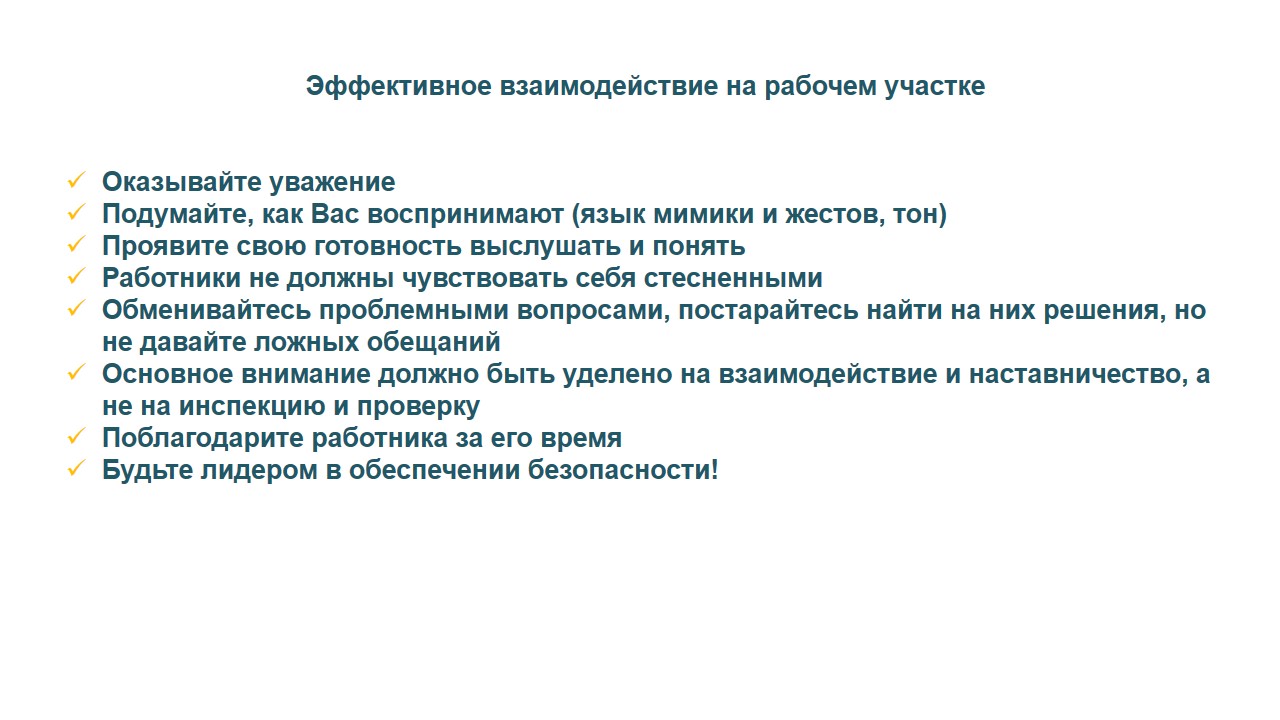 Эффективное взаимодействие на рабочем участке
Оказывайте уважение
Подумайте, как Вас воспринимают (язык мимики и жестов, тон)
Проявите свою готовность выслушать и понять
Работники не должны чувствовать себя стесненными
Обменивайтесь проблемными вопросами, постарайтесь найти на них решения, но
не давайте ложных обещаний
Основное внимание должно быть уделено на взаимодействие и наставничество, а
не на инспекцию и проверку
Поблагодарите работника за его время
Будьте лидером в обеспечении безопасности!